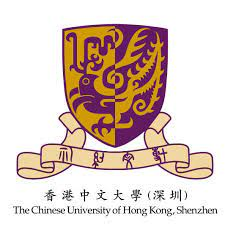 香港中文大學(深圳)
The Chinese University of Hong Kong, Shenzhen